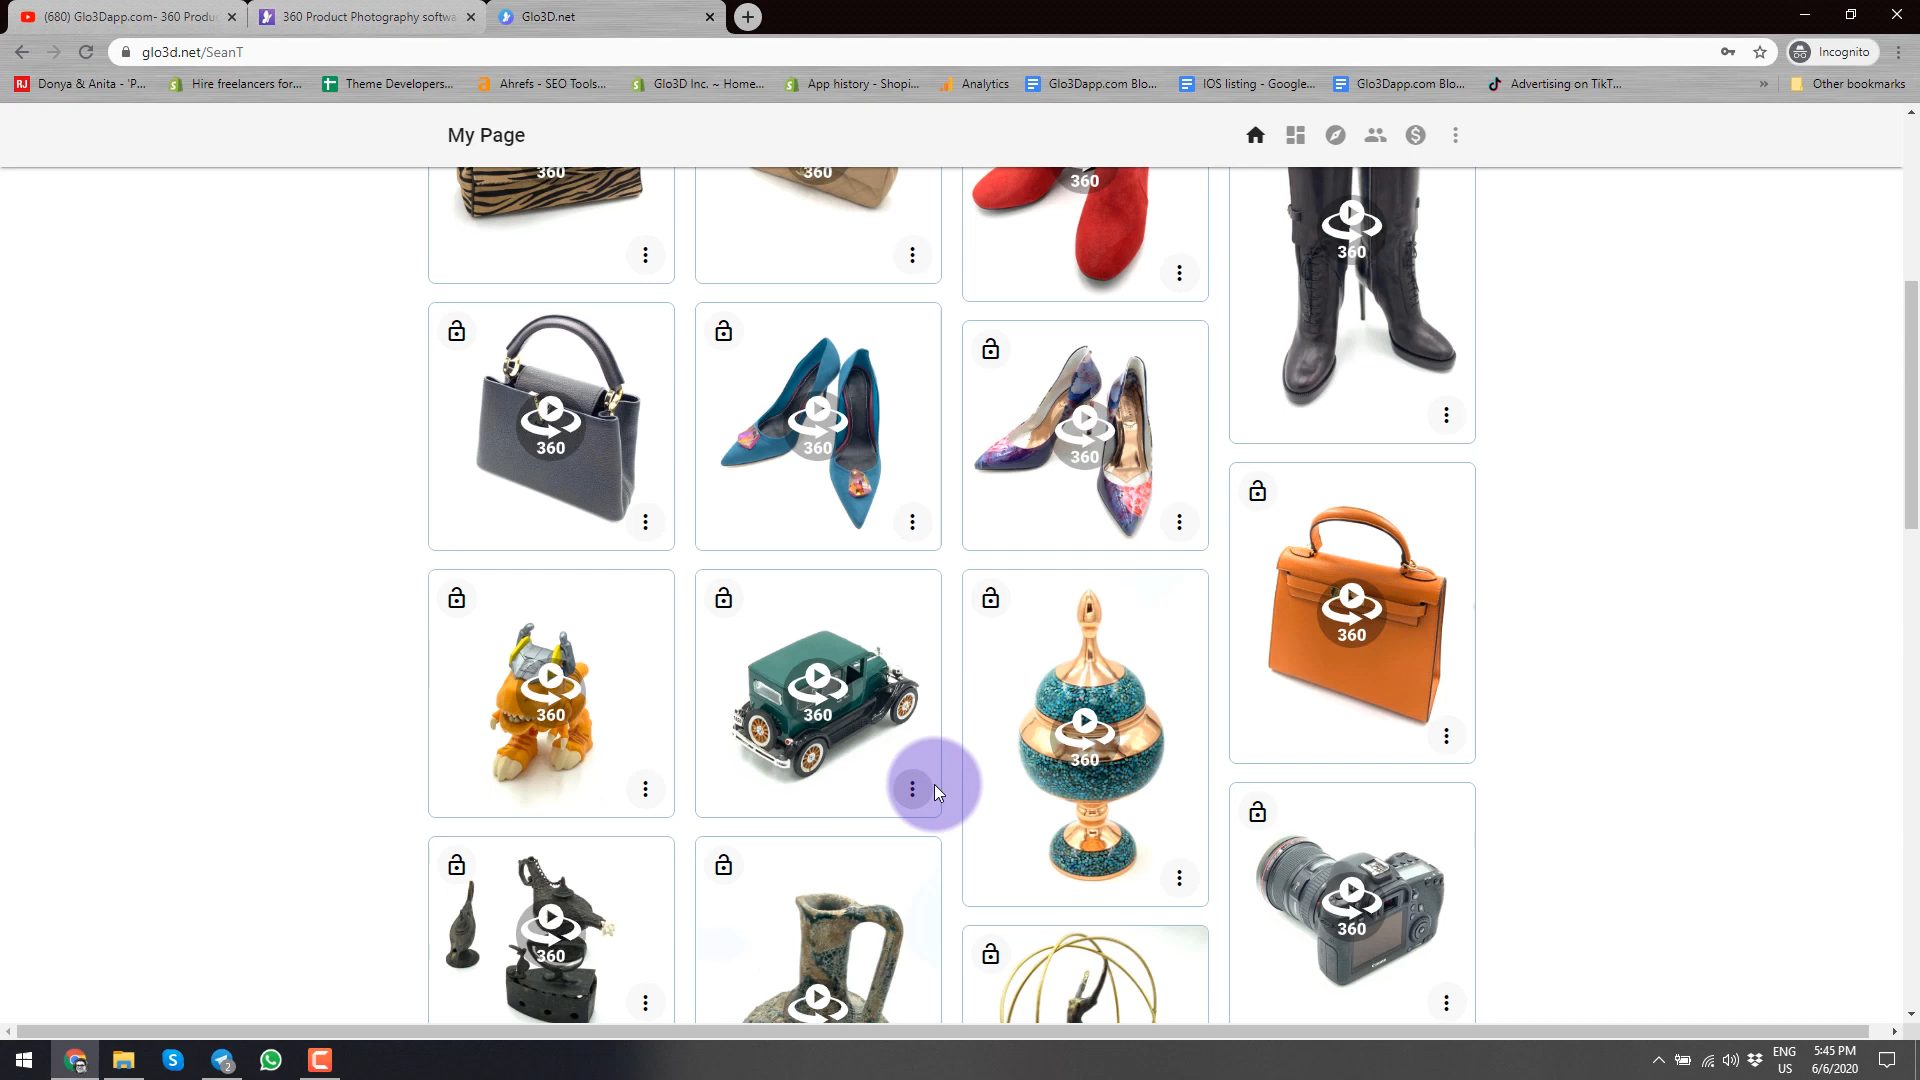 (680) Glo3Dapp.com- 360 Produc
360 Product Photography softwa
Glo3D.net
glo3d.net/SeanT
Incognito
RJ Donya & Anita - 'P...
Hire freelancers for...
Theme Developers...
Ahrefs - SEO Tools...
Glo3D Inc. ~ Home...
App history - Shopi...
Analytics
Glo3Dapp.com Blo...
IOS listing - Google...
Glo3Dapp.com Blo...
Advertising on TikT...
»
Other bookmarks
My Page
360
360
360
360
360
360
360
360
360
360
360
360
360
360
2
ENG
US
5:45 PM
6/6/2020